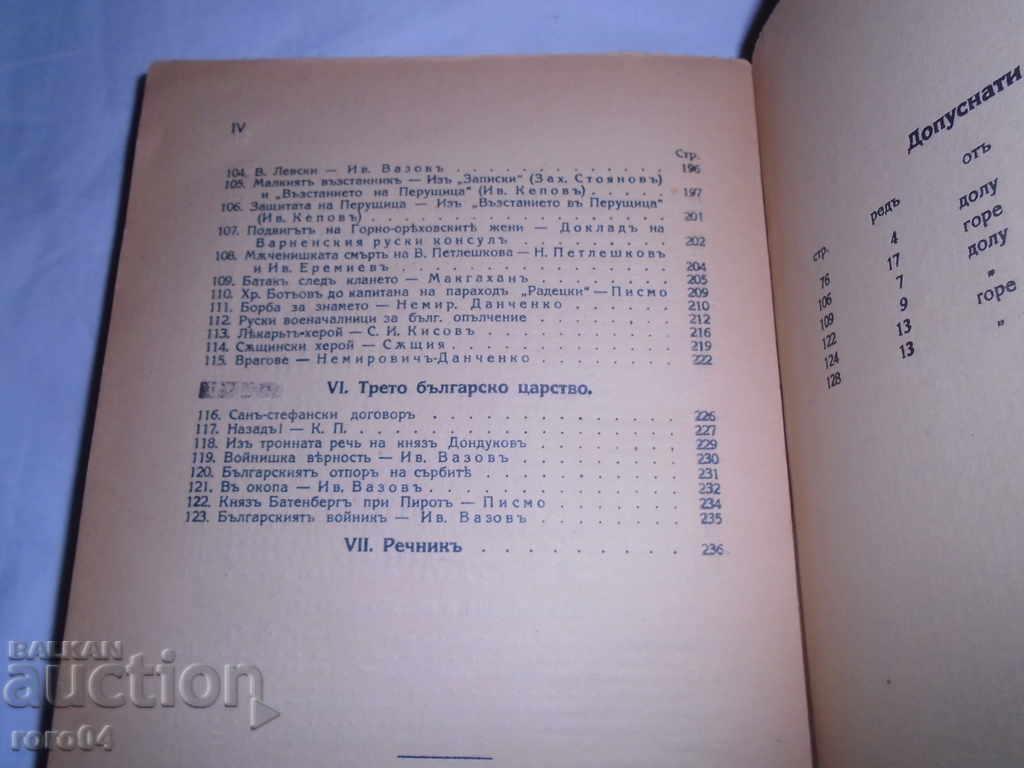 IV
Стр.
104. В. Левски — Ив. Вазовъ . . . . . . . . . . . . . 196
105. Малкиятъ възстанникъ — Изъ „Записки“ (Зах. Стояновъ)
и „Възстанието на Перущица“ (Ив. Кеповъ) . . . . . 197
106. Защитата на Перущица — Изъ „Възстанието въ Перущица“
(Ив. Кеповъ) . . . . . . . . . . . . . . . . . 201
107. Подвигътъ на Горно-орѣховскитѣ жени — Докладъ на
Варненския руски консулъ . . . . . . . . . 202
108. Мѫченишката смърть на В. Петлешкова — Н. Петлешковъ
и Ив. Еремиевъ . . . . . . . . . . . . . . . 204
109. Батакъ следъ клането — Макгаханъ . . . . . . . . . 205
110. Хр. Ботьовъ до капитана на параходъ „Радецки“ — Писмо 209
111. Борба за знамето — Немир. Данченко . . . . . . . 210
112. Руски военачалници за бълг. опълчение . . . . . . . 212
113. Лѣкарьтъ-херой — С. И. Кисовъ . . . . . . . . . . 216
114. Сѫщински херой — Сѫщия . . . . . . . . . . . . 219
115. Врагове — Немировичъ-Данченко . . . . . . . . . 222
VI. Трето българско царство.
116. Санъ-стефански договоръ . . . . . . . . . . . . . 226
117. Назадъ! — К. П. . . . . . . . . . . . . . . . . 227
118. Изъ тронната речь на князъ Дондуковъ . . . . . . . 229
119. Войнишка вѣрность — Ив. Вазовъ . . . . . . . . . 230
120. Българскиятъ отпоръ на сърбитѣ . . . . . . . . . . 231
121. Въ окопа — Ив. Вазовъ . . . . . . . . . . . . . 232
122. Князъ Батенбергъ при Пиротъ — Писмо . . . . . . . 234
123. Българскиятъ войникъ — Ив. Вазовъ . . . . . . . . 235
VII. Речникъ . . . . . . . . 236
Допуснати
отъ
стр. редъ долу
76 4 горе
106 17 долу
109 7 „
122 9 горе
124 13 „
128 13
BALKAN
auction
roro04